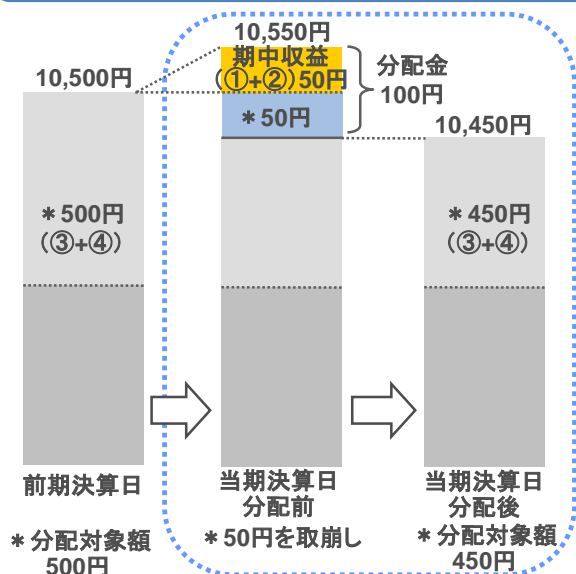 10,550円
期中収益
（①+②）50円
分配金
100円
10,500円
＊50円
10,450円
＊500円
（③+④）
＊450円
（③+④）
前期決算日
当期決算日
分配前
当期決算日
分配後
＊分配対象額
500円
＊50円を取崩し
＊分配対象額
450円